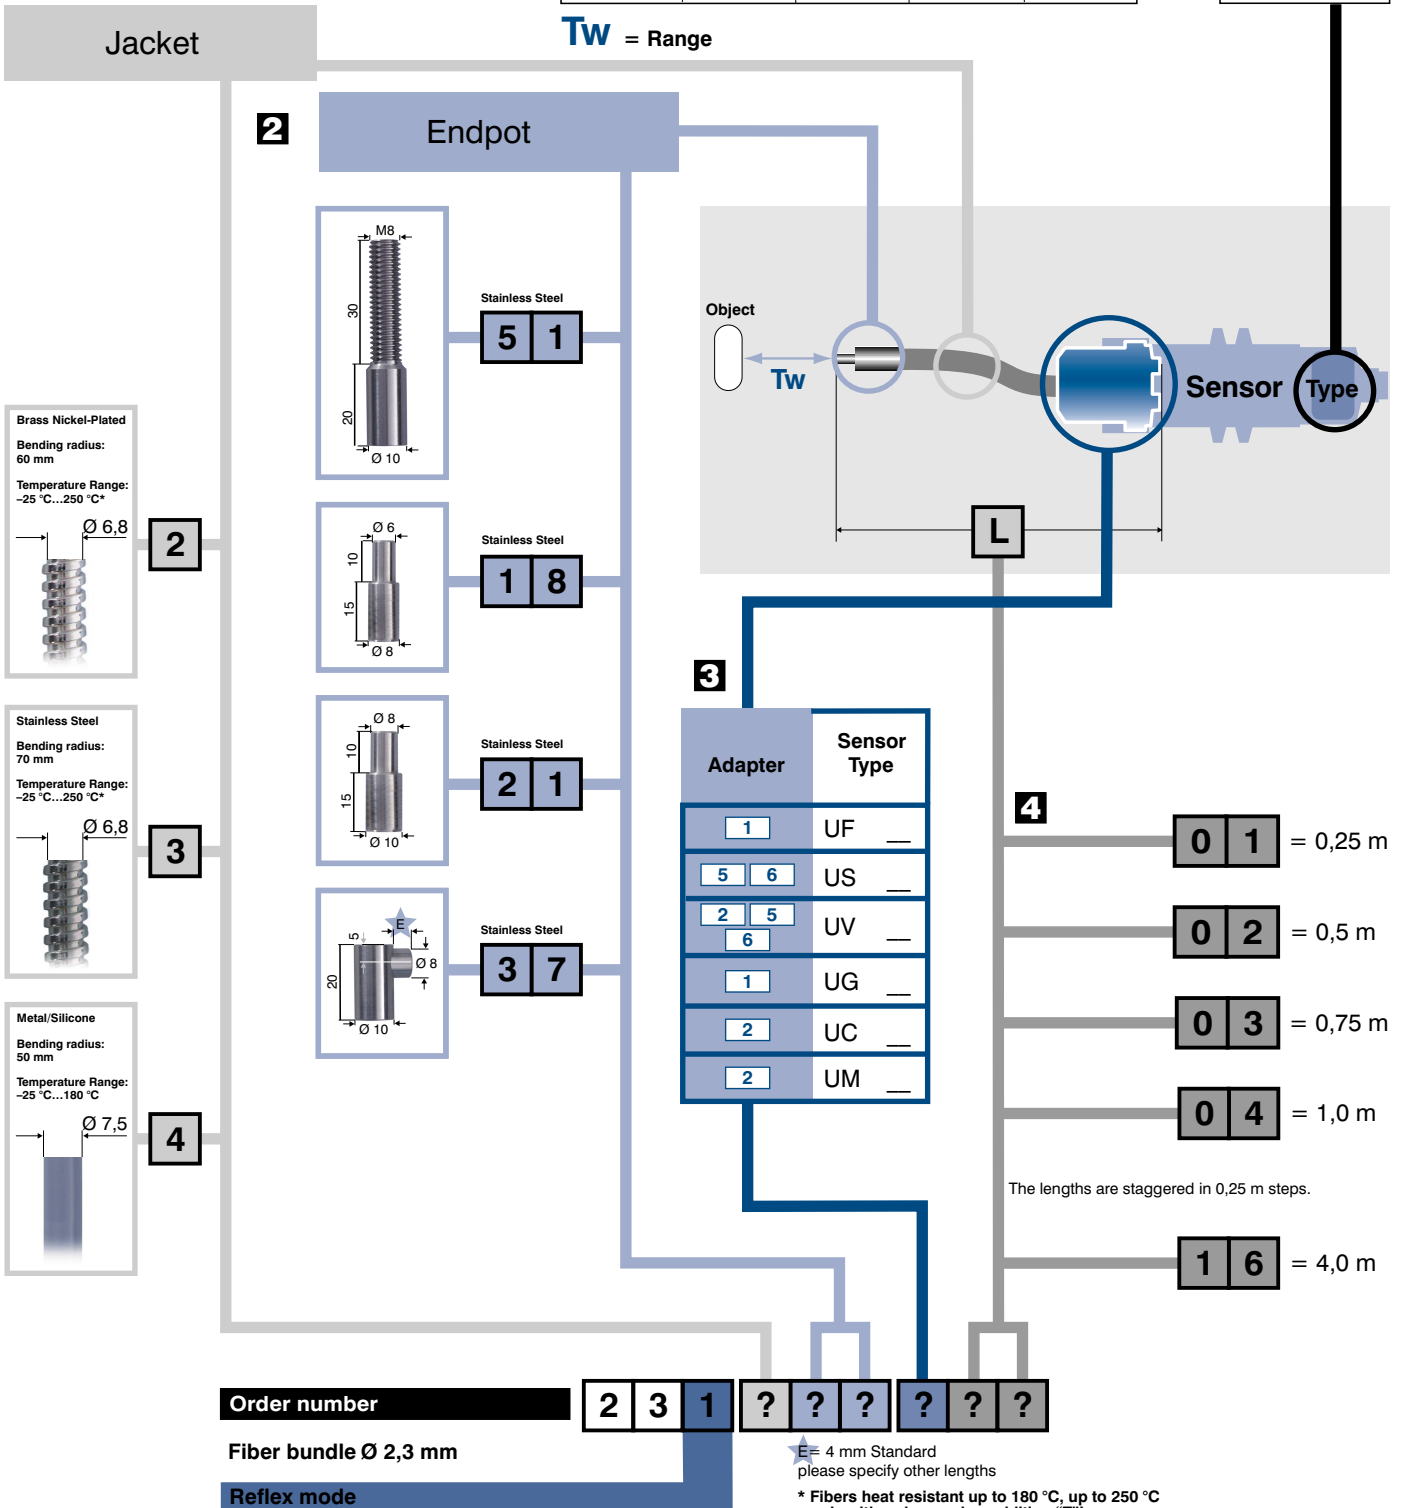 Jacket
Tw = Range
2
Endpot
M8
30
20
Ø 10
Stainless Steel
5 1
Object
Tw
Sensor
Type
L
Brass Nickel-Plated
Bending radius:
60 mm
Temperature Range:
–25 °C...250 °C*
Ø 6,8
2
Ø 6
10
15
Ø 8
Stainless Steel
1 8
Stainless Steel
Bending radius:
70 mm
Temperature Range:
–25 °C...250 °C*
Ø 6,8
3
Ø 8
10
15
Ø 10
Stainless Steel
2 1
E
5
20
Ø 8
Ø 10
Stainless Steel
3 7
Metal/Silicone
Bending radius:
50 mm
Temperature Range:
–25 °C...180 °C
Ø 7,5
4
3
Adapter
Sensor
Type
1 UF __
5 6 US __
2 5 6 UV __
1 UG __
2 UC __
2 UM __
4
0 1 = 0,25 m
0 2 = 0,5 m
0 3 = 0,75 m
0 4 = 1,0 m
The lengths are staggered in 0,25 m steps.
1 6 = 4,0 m
Order number
2 3 1 ? ? ? ? ? ?
Fiber bundle Ø 2,3 mm
Reflex mode
E= 4 mm Standard
please specify other lengths
* Fibers heat resistant up to 180 °C, up to 250 °C